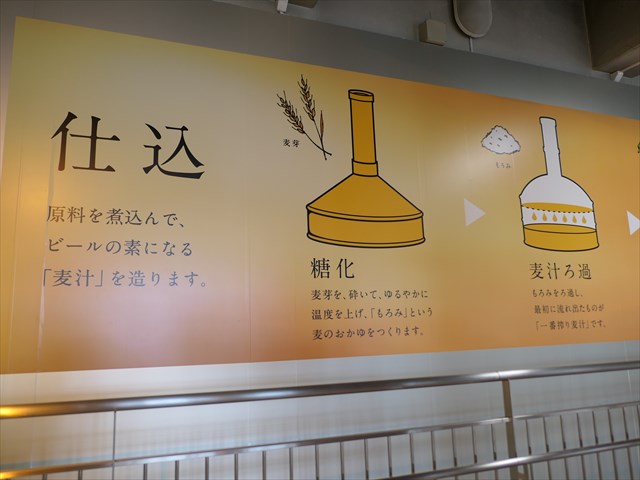 仕込
原料を煮込んで、
ビールの素になる
「麦汁」を造ります。
麦芽
糖化
麦芽を、砕いて、ゆるやかに
温度を上げ、「もろみ」という
麦のおかゆをつくります。
もろみ
麦汁ろ過
もろみをろ過し、
最初に流れ出たものが
「一番搾り麦汁」です。